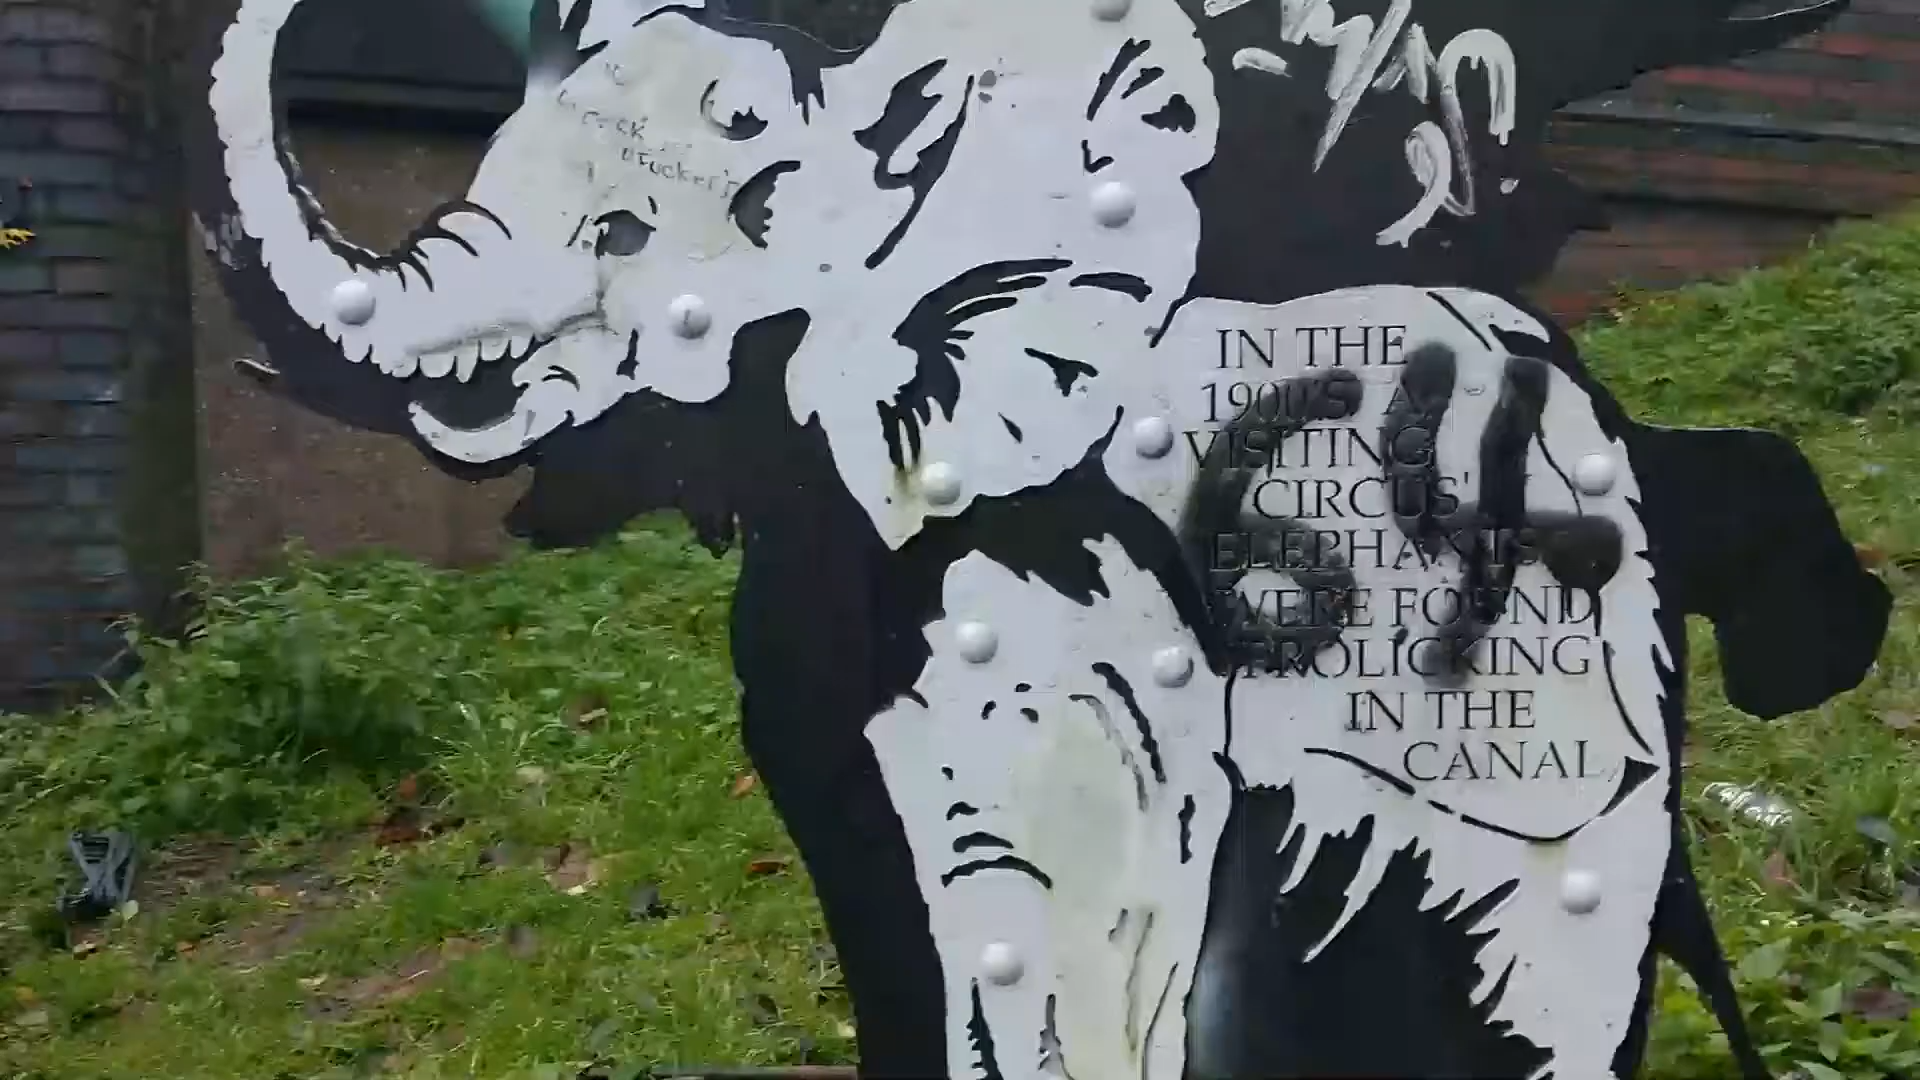 IN THE
1900'S, A
VISITING
CIRCUS'
ELEPHANTS
WERE FOUND
FROLICKING
IN THE
CANAL